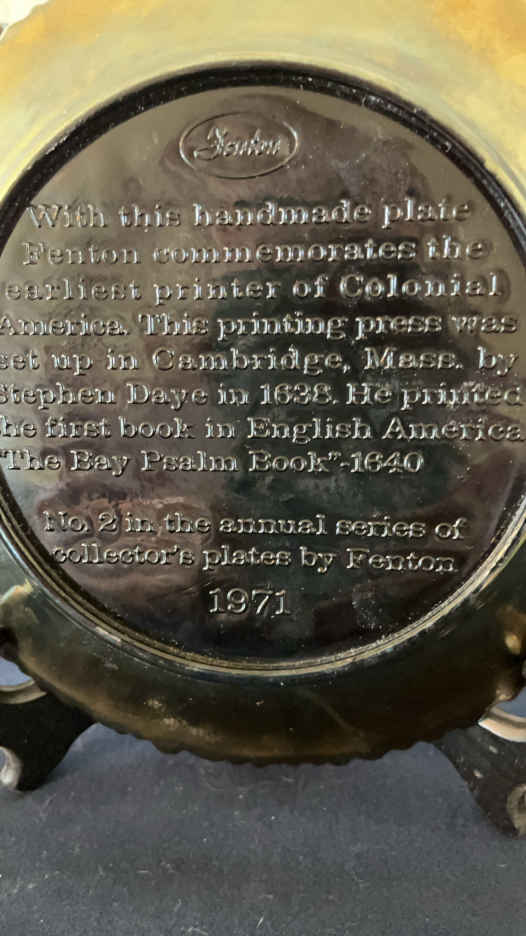 Fenton
With this handmade plate
Fenton commemorates the
earliest printer of Colonial
America. This printing press was
set up in Cambridge, Mass. by
Stephen Daye in 1638. He printed
the first book in English America
"The Bay Psalm Book"-1640
No. 2 in the annual series of
collector's plates by Fenton
1971